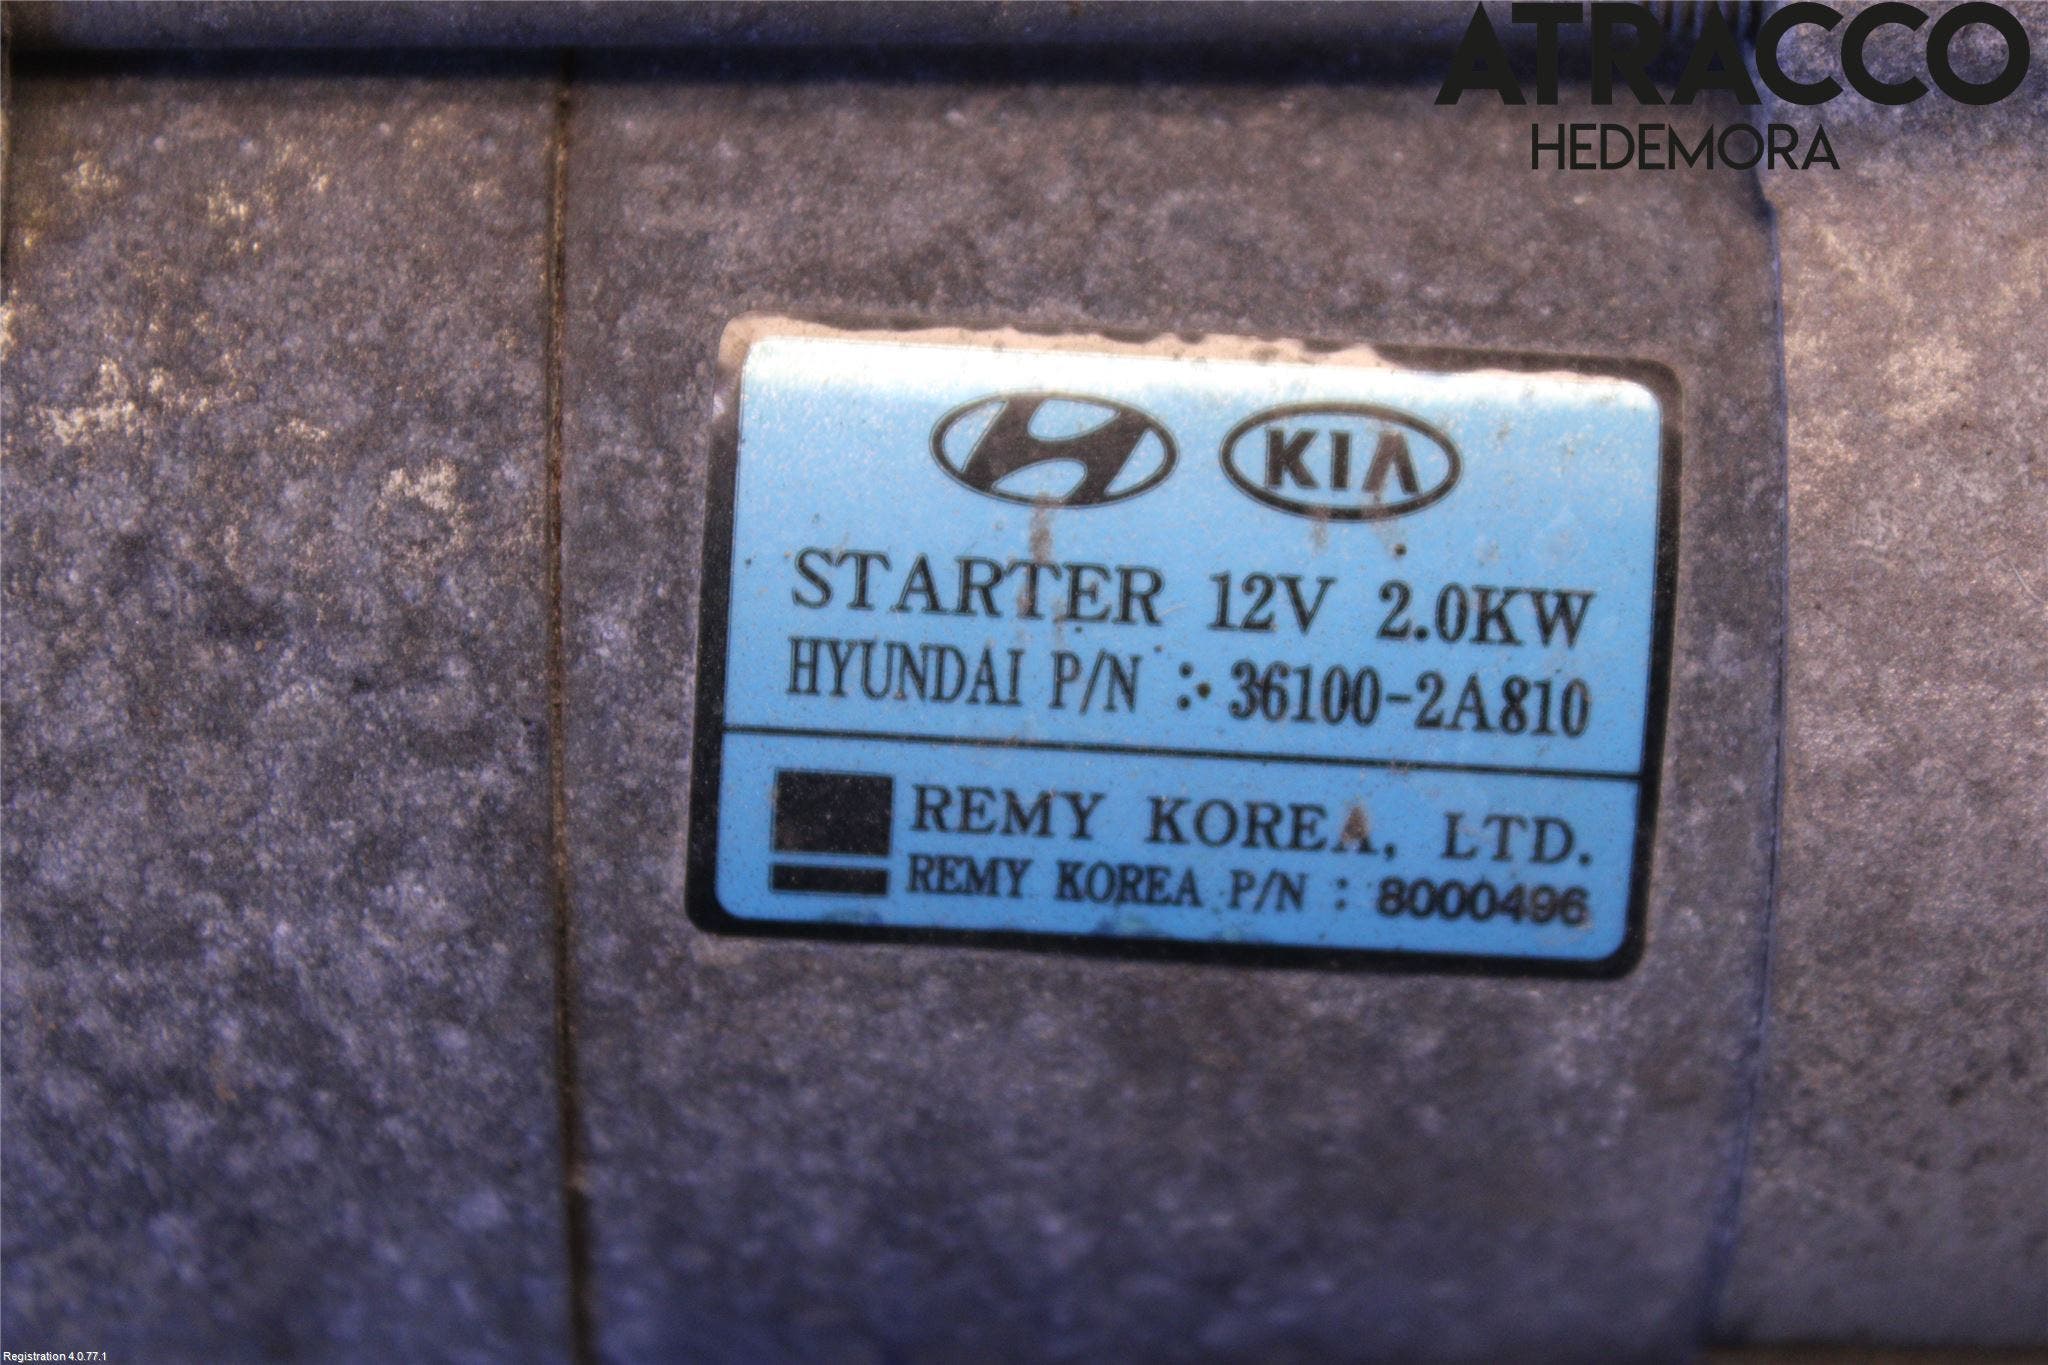 ATRACCO
HEDEMORA
KIA
STARTER 12V 2.0KW
HYUNDAI P/N : 36100-2A810
REMY KOREA, LTD.
REMY KOREA P/N : 8000496
Registration 4.0.77.1